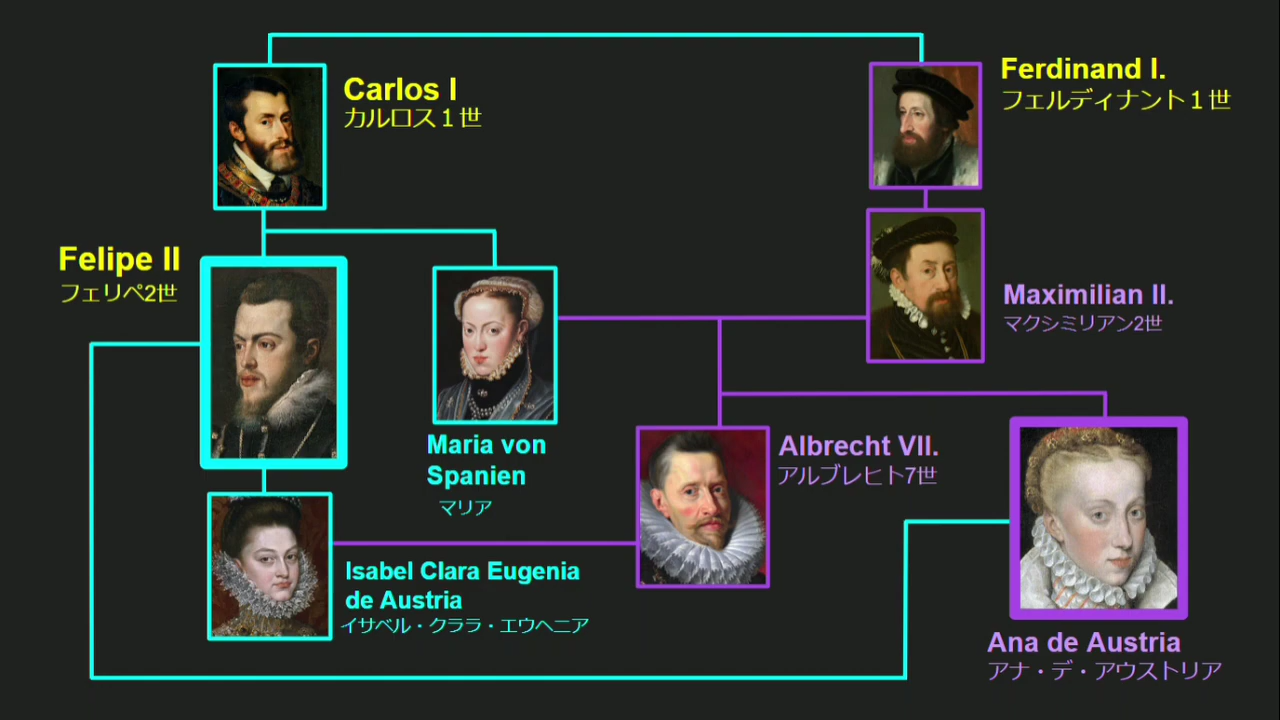 Carlos I
カルロス１世
Ferdinand I.
フェルディナント１世
Felipe II
フェリペ2世
Maximilian II.
マクシミリアン2世
Maria von
Spanien
マリア
Albrecht VII.
アルブレヒト7世
Isabel Clara Eugenia
de Austria
イサベル・クララ・エウヘニア
Ana de Austria
アナ・デ・アウストリア